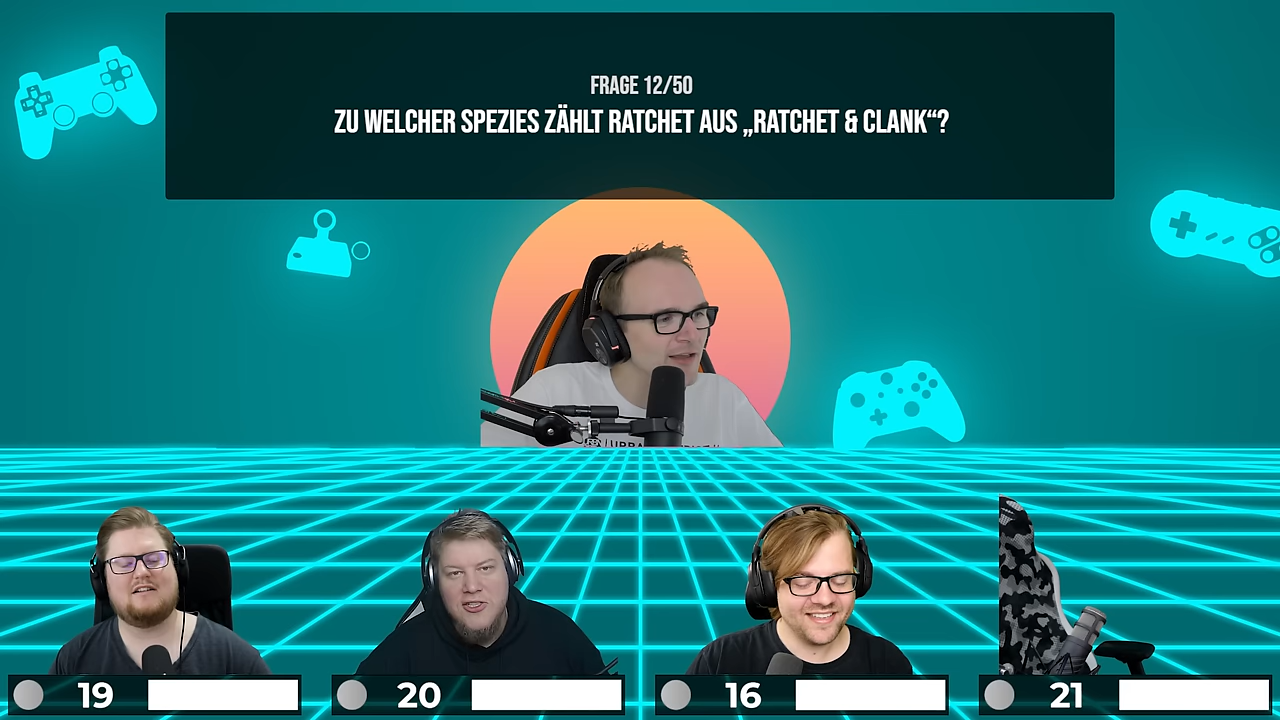 FRAGE 12/50
ZU WELCHER SPEZIES ZÄHLT RATCHET AUS „RATCHET & CLANK“?
19
20
16
21